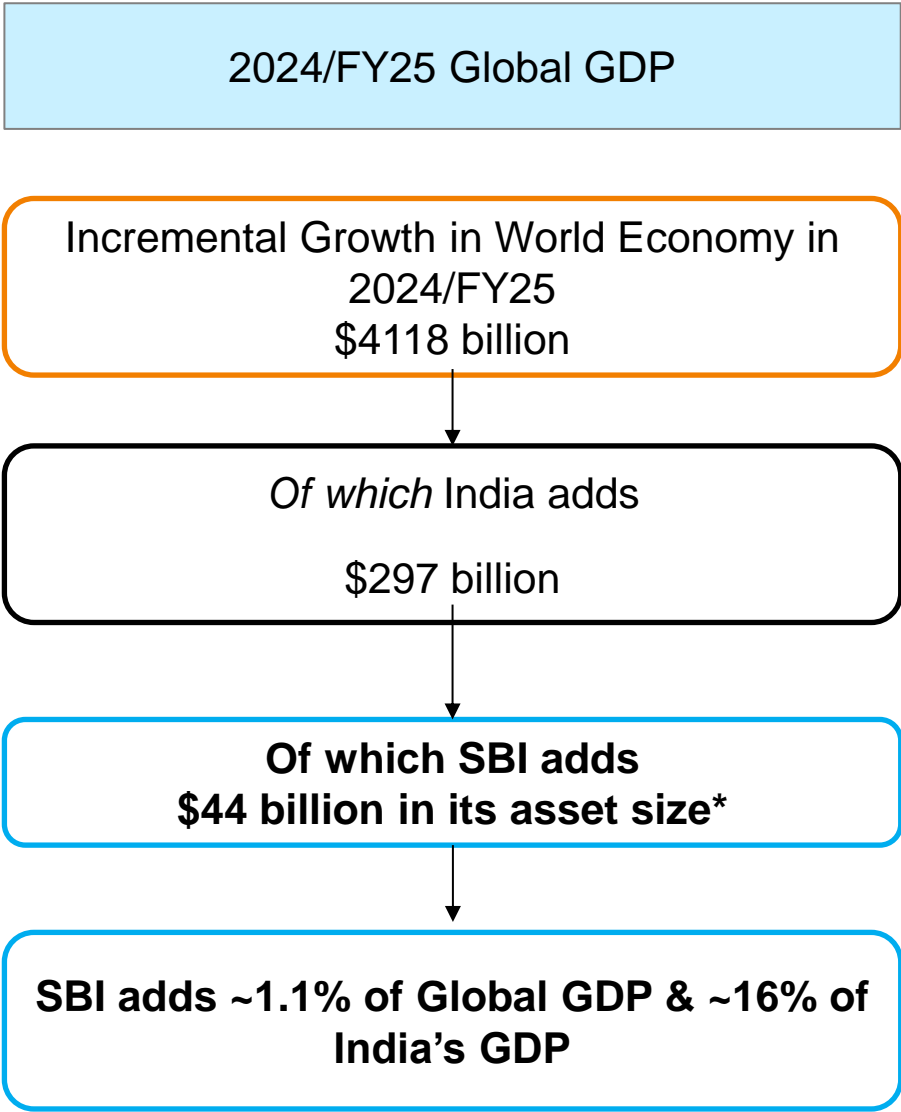 2024/FY25 Global GDP
Incremental Growth in World Economy in
2024/FY25
$4118 billion
Of which India adds
$297 billion
Of which SBI adds
$44 billion in its asset size*
SBI adds ~1.1% of Global GDP & ~16% of
India’s GDP